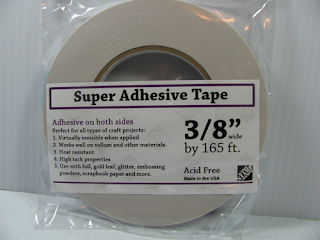 Super Adhesive Tape
Adhesive on both sides
Perfect for all types of craft projects:
1. Virtually invisible when applied
2. Works well on vellum and other materials.
3. Heat resistant
4. High tack properties
5. Use with foil, gold leaf, glitter, embossing
powders, scrapbook paper and more.
3/8" wide
by 165 ft.
Acid Free
Made in the USA